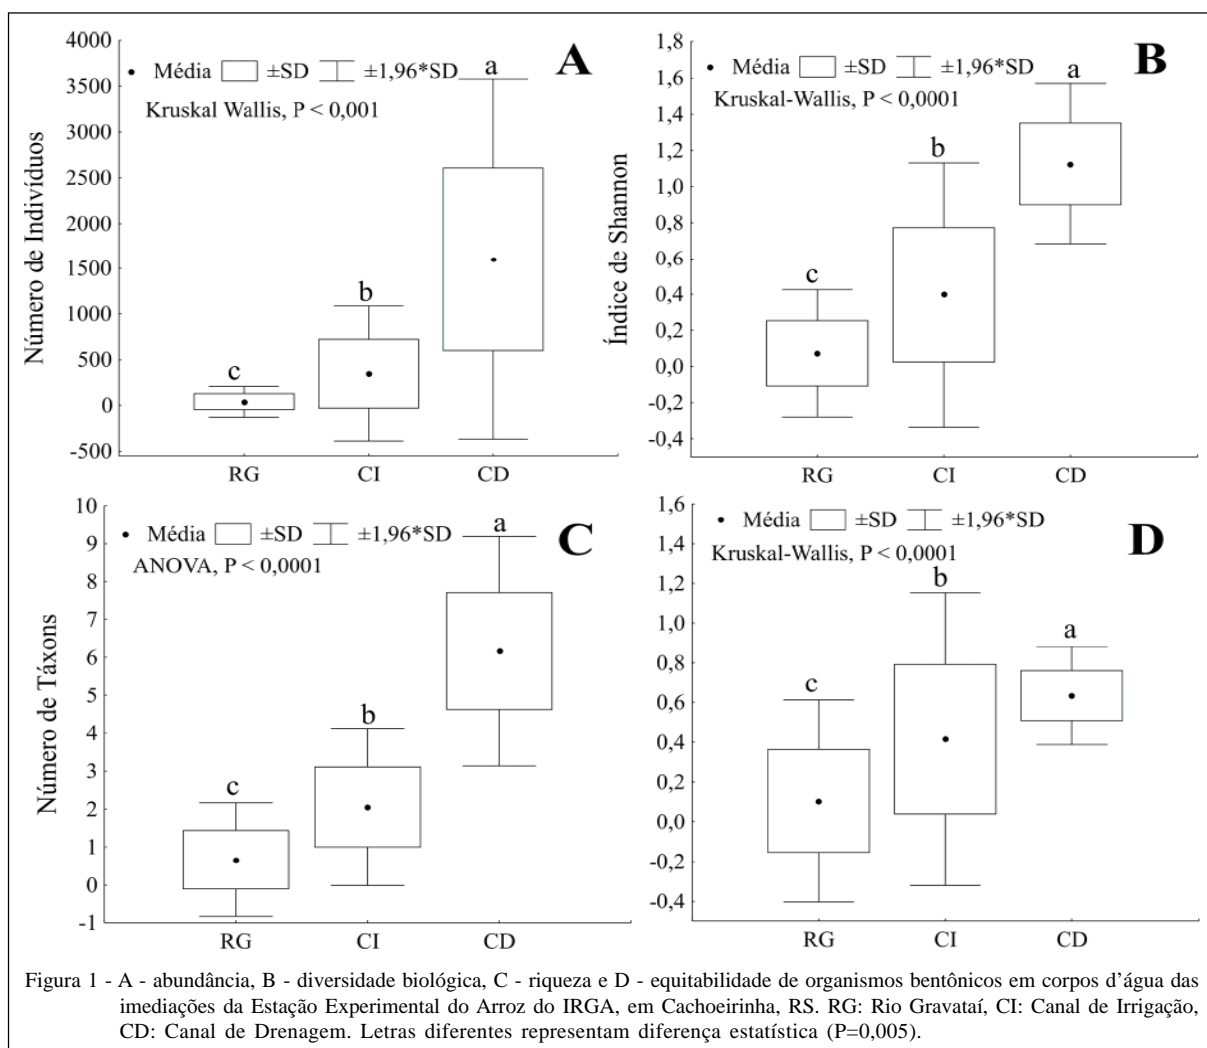 A
• Média ±SD ±1,96*SD
Kruskal Wallis, P < 0,001
Número de Indivíduos
4000
3500
3000
2500
2000
1500
1000
500
0
-500
c
b
a
RG CI CD
B
• Média ±SD ±1,96*SD
Kruskal-Wallis, P < 0,0001
Índice de Shannon
1,8
1,6
1,4
1,2
1,0
0,8
0,6
0,4
0,2
0,0
-0,2
-0,4
c
b
a
RG CI CD
C
• Média ±SD ±1,96*SD
ANOVA, P < 0,0001
Número de Táxons
10
9
8
7
6
5
4
3
2
1
0
-1
c
b
a
RG CI CD
D
• Média ±SD ±1,96*SD
Kruskal-Wallis, P < 0,0001
1,6
1,4
1,2
1,0
0,8
0,6
0,4
0,2
0,0
-0,2
-0,4
c
b
a
RG CI CD
Figura 1 - A - abundância, B - diversidade biológica, C - riqueza e D - equitabilidade de organismos bentônicos em corpos d'água das
imediações da Estação Experimental do Arroz do IRGA, em Cachoeirinha, RS. RG: Rio Gravataí, CI: Canal de Irrigação,
CD: Canal de Drenagem. Letras diferentes representam diferença estatística (P=0,005).